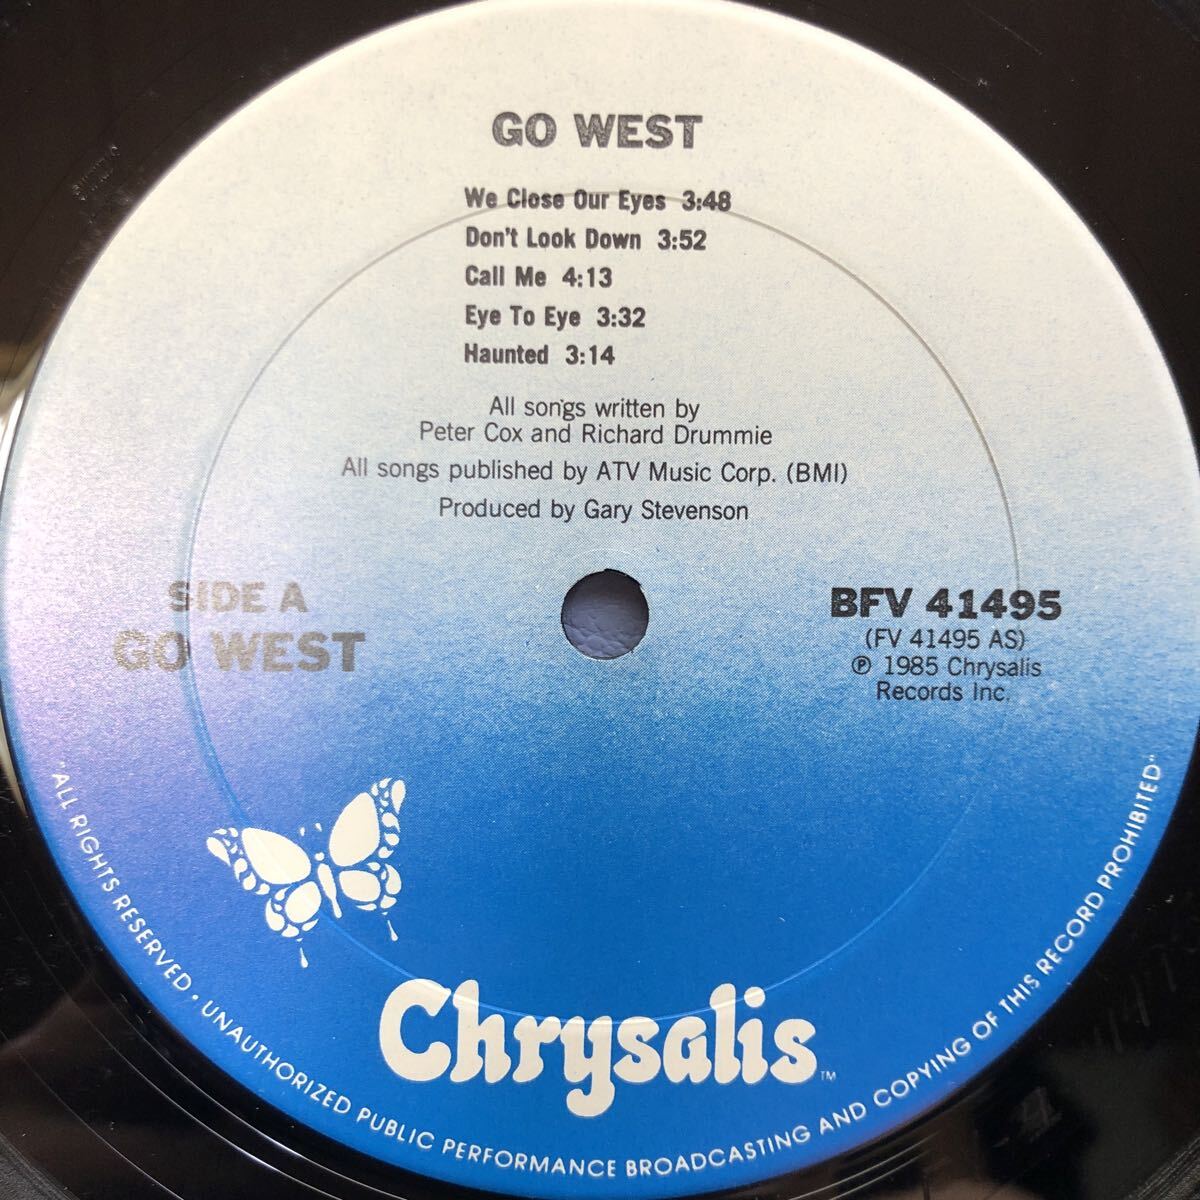 GO WEST
We Close Our Eyes 3:48
Don't Look Down 3:52
Call Me 4:13
Eye To Eye 3:32
Haunted 3:14
All songs written by
Peter Cox and Richard Drummie
All songs published by ATV Music Corp. (BMI)
Produced by Gary Stevenson
SIDE A
GO WEST
BFV 41495
(FV 41495 AS)
℗ 1985 Chrysalis
Records Inc.
Chrysalis™
"ALL RIGHTS RESERVED • UNAUTHORIZED PUBLIC PERFORMANCE BROADCASTING AND COPYING OF THIS RECORD PROHIBITED"